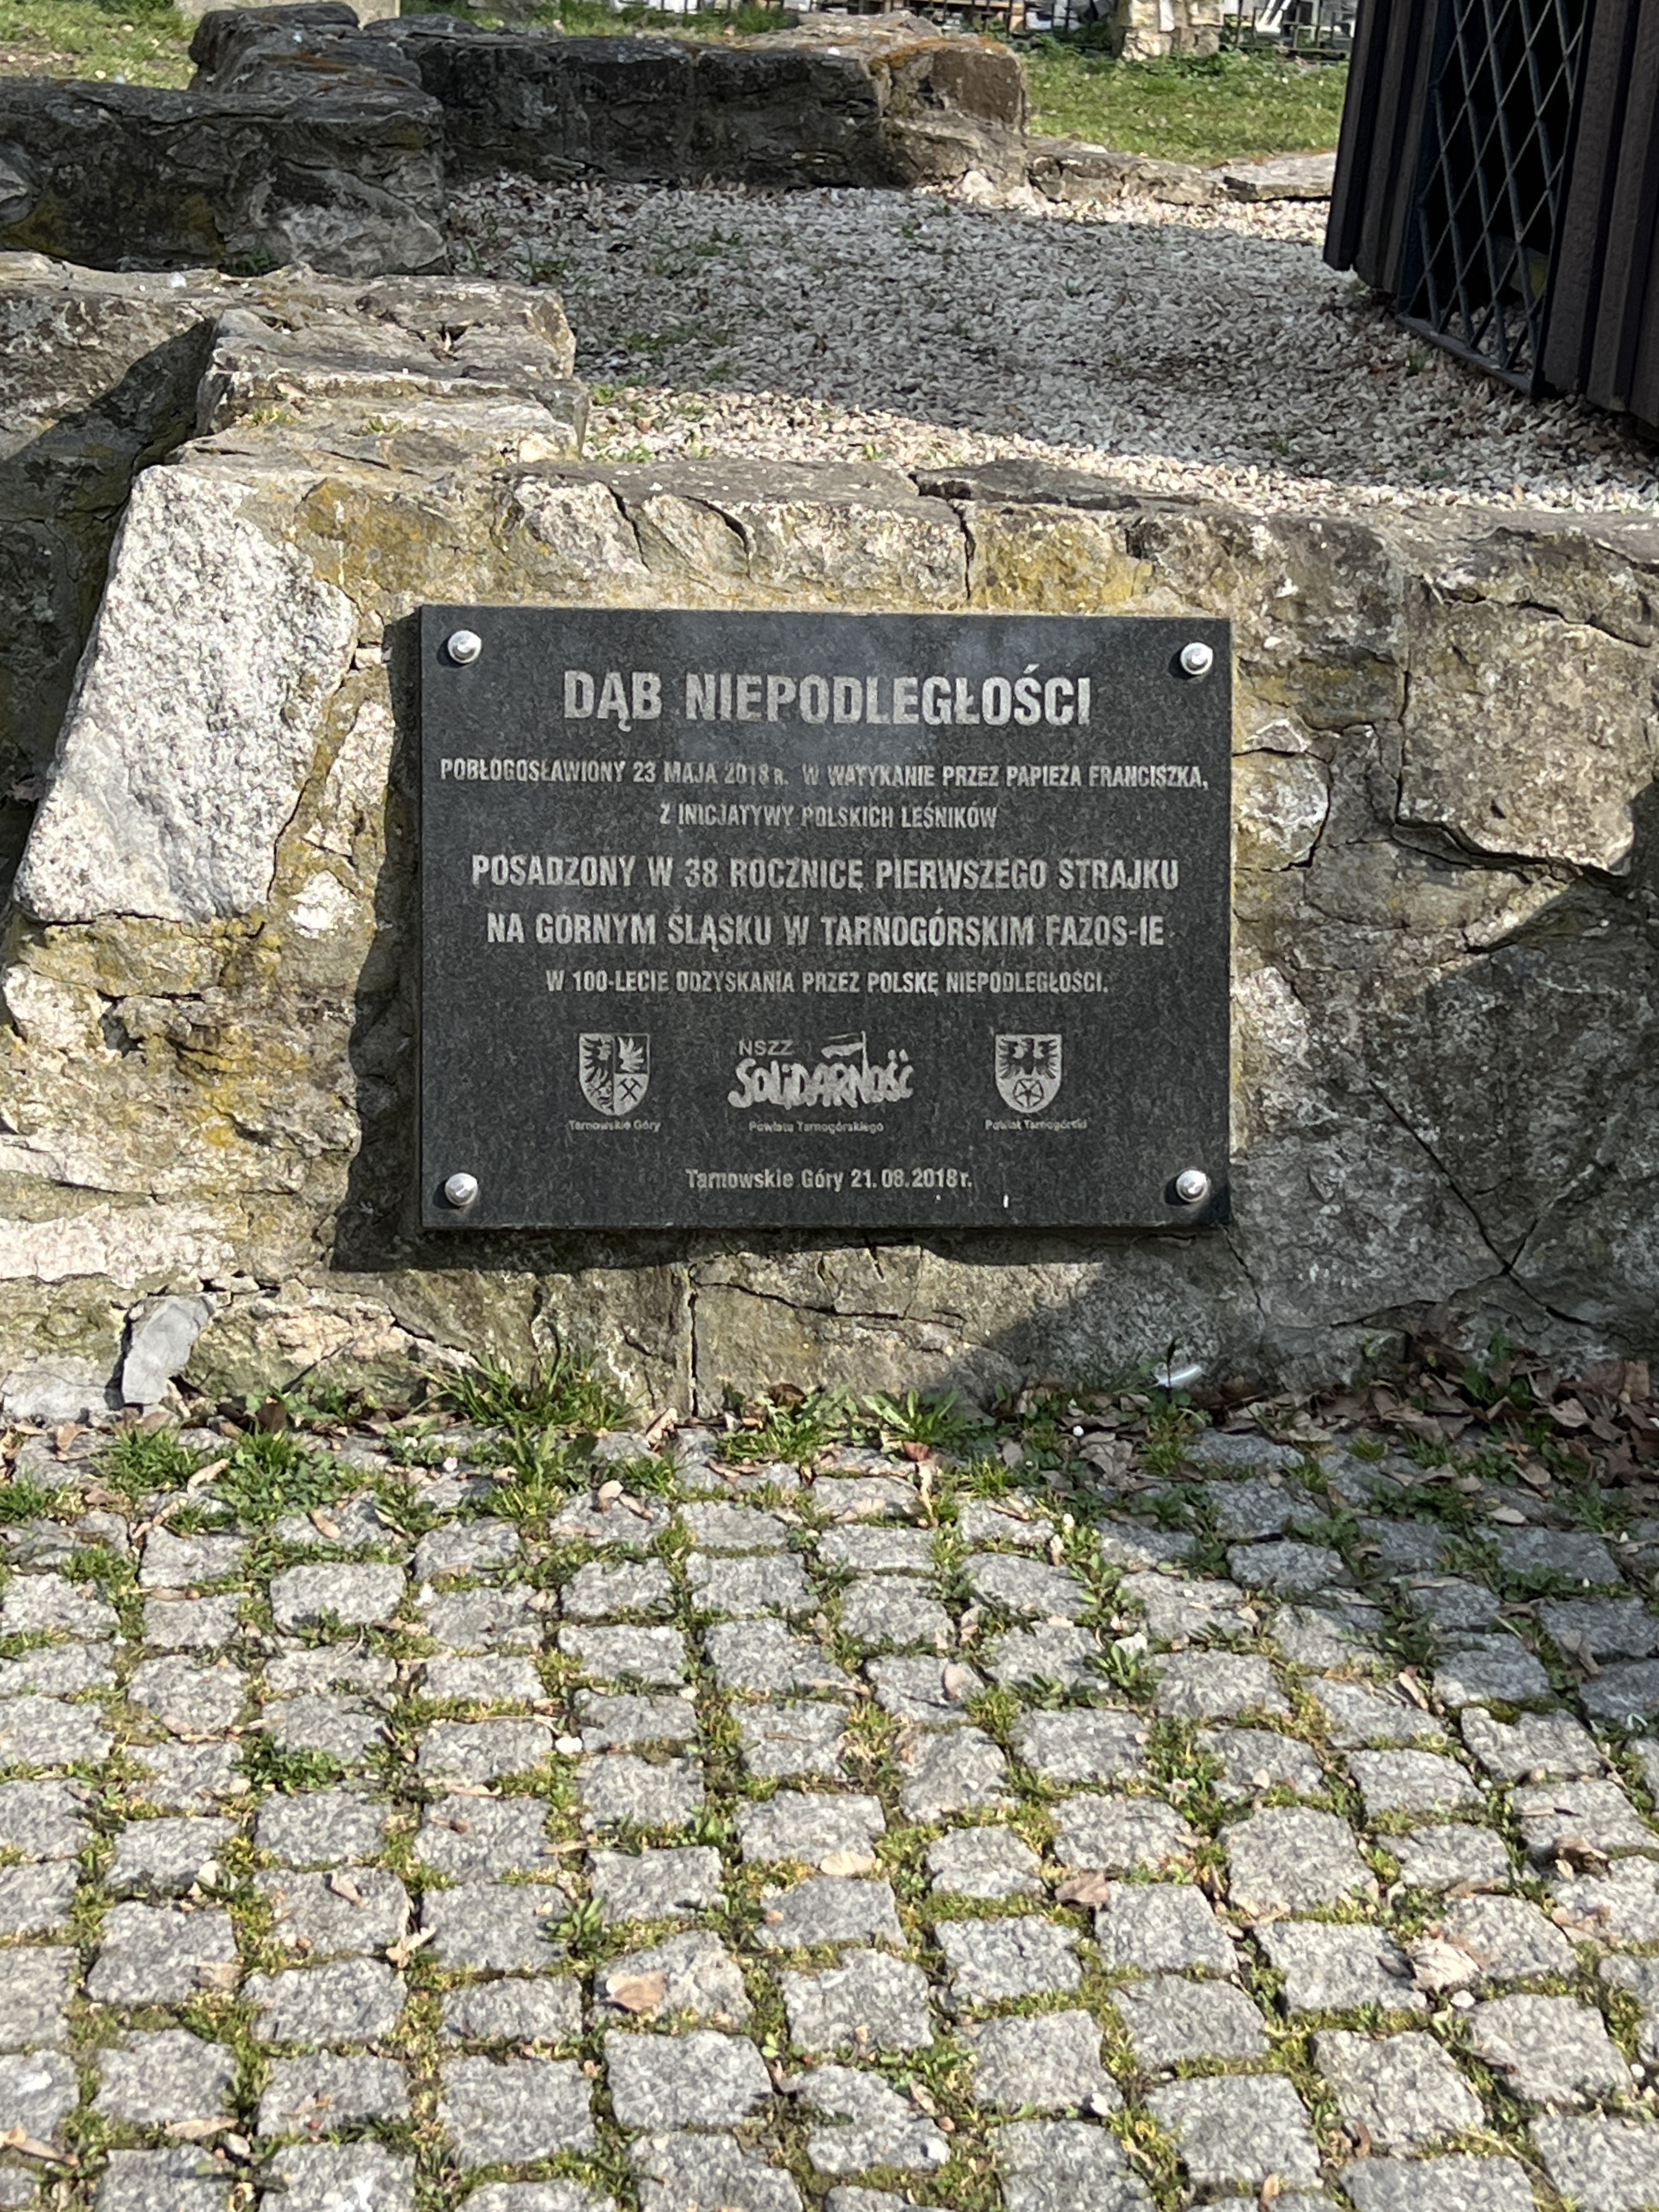 DĄB NIEPODLEGŁOŚCI
POBŁOGOSŁAWIONY 23 MAJA 2018 R. W WATYKANIE PRZEZ PAPIEŻA FRANCISZKA,
Z INICJATYWY POLSKICH LEŚNIKÓW
POSADZONY W 38 ROCZNICĘ PIERWSZEGO STRAJKU
NA GÓRNYM ŚLĄSKU W TARNOGÓRSKIM FAZOS-IE
W 100-LECIE ODZYSKANIA PRZEZ POLSKĘ NIEPODLEGŁOŚCI.
NSZZ
SOLIDARNOŚĆ
Tarnowskie Góry
Powiatu Tarnogórskiego
Powiat Tarnogórski
Tarnowskie Góry 21.08.2018 r.